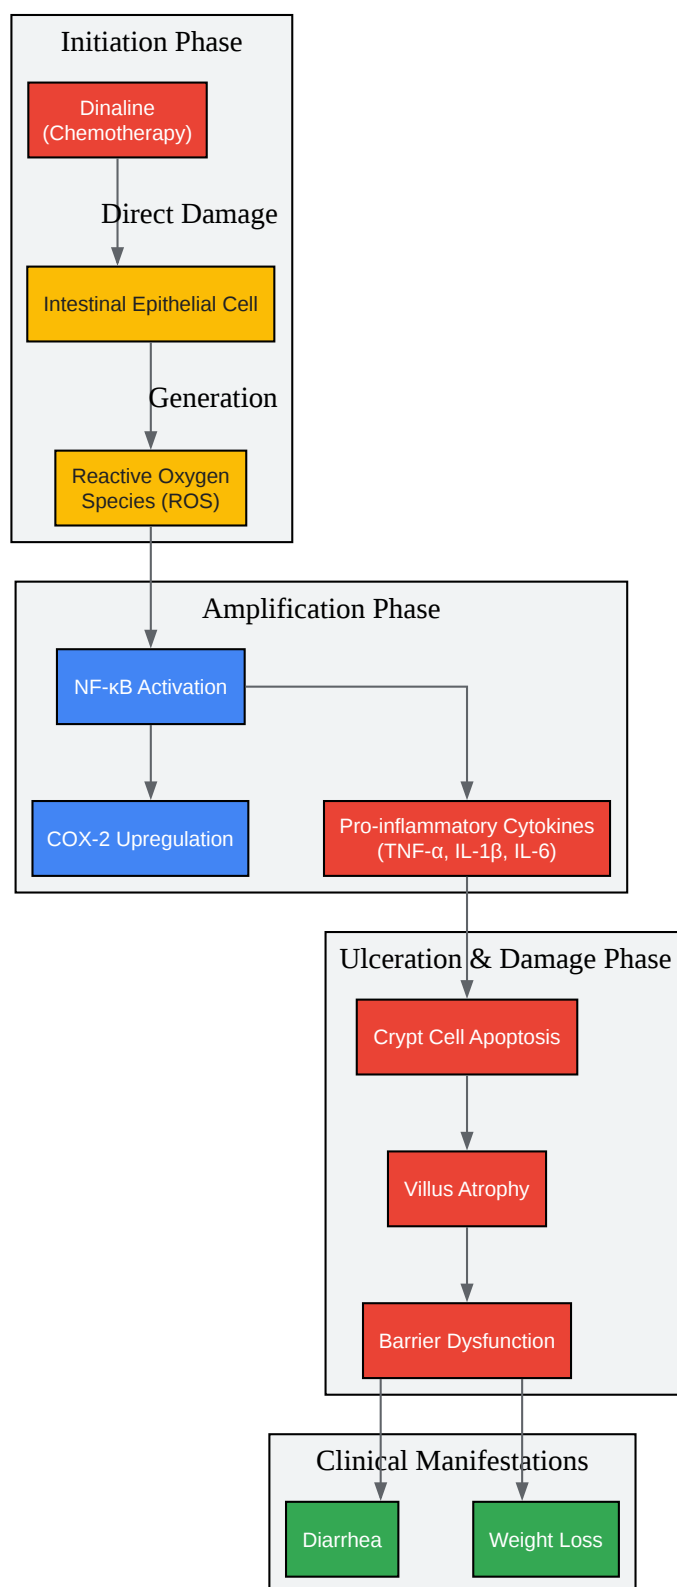 Initiation Phase
Dinaline
(Chemotherapy)
Direct Damage
Intestinal Epithelial Cell
Generation
Reactive Oxygen
Species (ROS)
Amplification Phase
NF-κB Activation
COX-2 Upregulation
Pro-inflammatory Cytokines
(TNF-α, IL-1β, IL-6)
Ulceration & Damage Phase
Crypt Cell Apoptosis
Villus Atrophy
Barrier Dysfunction
Clinical Manifestations
Diarrhea
Weight Loss